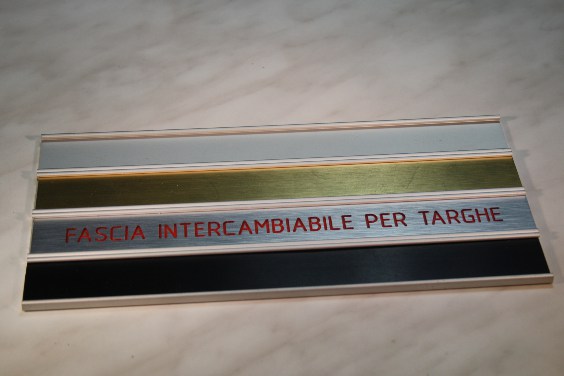 FASCIA INTERCAMBIABILE PER TARGHE